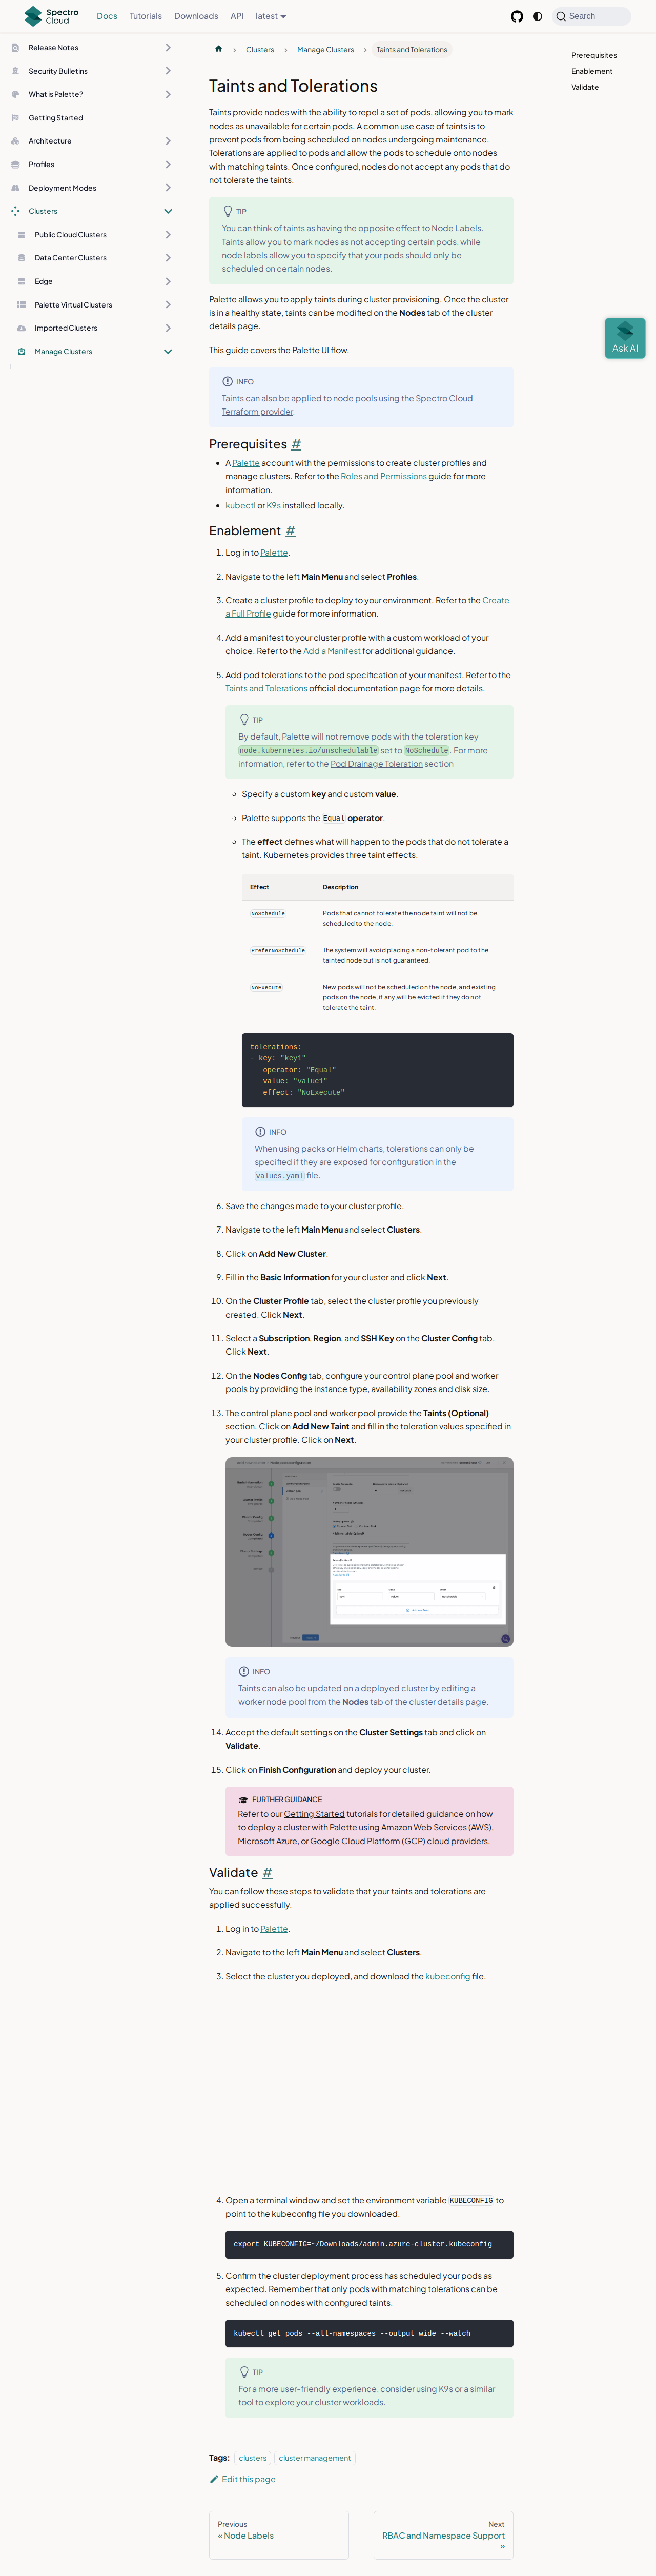 Spectro
Cloud
Docs
Tutorials
Downloads
API
latest
Search
Release Notes
Security Bulletins
What is Palette?
Getting Started
Architecture
Profiles
Deployment Modes
Clusters
Public Cloud Clusters
Data Center Clusters
Edge
Palette Virtual Clusters
Imported Clusters
Manage Clusters
Clusters
Manage Clusters
Taints and Tolerations
Prerequisites
Enablement
Validate
Ask AI
Taints and Tolerations
Taints provide nodes with the ability to repel a set of pods, allowing you to mark
nodes as unavailable for certain pods. A common use case of taints is to
prevent pods from being scheduled on nodes undergoing maintenance.
Tolerations are applied to pods and allow the pods to schedule onto nodes
with matching taints. Once configured, nodes do not accept any pods that do
not tolerate the taints.
TIP
You can think of taints as having the opposite effect to Node Labels.
Taints allow you to mark nodes as not accepting certain pods, while
node labels allow you to specify that your pods should only be
scheduled on certain nodes.
Palette allows you to apply taints during cluster provisioning. Once the cluster
is in a healthy state, taints can be modified on the Nodes tab of the cluster
details page.
This guide covers the Palette UI flow.
INFO
Taints can also be applied to node pools using the Spectro Cloud
Terraform provider.
Prerequisites #
A Palette account with the permissions to create cluster profiles and
manage clusters. Refer to the Roles and Permissions guide for more
information.
kubectl or K9s installed locally.
Enablement #
1. Log in to Palette.
2. Navigate to the left Main Menu and select Profiles.
3. Create a cluster profile to deploy to your environment. Refer to the Create
a Full Profile guide for more information.
4. Add a manifest to your cluster profile with a custom workload of your
choice. Refer to the Add a Manifest for additional guidance.
5. Add pod tolerations to the pod specification of your manifest. Refer to the
Taints and Tolerations official documentation page for more details.
TIP
By default, Palette will not remove pods with the toleration key
node.kubernetes.io/unschedulable set to NoSchedule. For more
information, refer to the Pod Drainage Toleration section
Specify a custom key and custom value.
Palette supports the Equal operator.
The effect defines what will happen to the pods that do not tolerate a
taint. Kubernetes provides three taint effects.
Effect Description
NoSchedule Pods that cannot tolerate the node taint will not be
scheduled to the node.
PreferNoSchedule The system will avoid placing a non-tolerant pod to the
tainted node but is not guaranteed.
NoExecute New pods will not be scheduled on the node, and existing
pods on the node, if any, will be evicted if they do not
tolerate the taint.
tolerations:
- key: "key1"
operator: "Equal"
value: "value1"
effect: "NoExecute"
INFO
When using packs or Helm charts, tolerations can only be
specified if they are exposed for configuration in the
values.yaml file.
6. Save the changes made to your cluster profile.
7. Navigate to the left Main Menu and select Clusters.
8. Click on Add New Cluster.
9. Fill in the Basic Information for your cluster and click Next.
10. On the Cluster Profile tab, select the cluster profile you previously
created. Click Next.
11. Select a Subscription, Region, and SSH Key on the Cluster Config tab.
Click Next.
12. On the Nodes Config tab, configure your control plane pool and worker
pools by providing the instance type, availability zones and disk size.
13. The control plane pool and worker pool provide the Taints (Optional)
section. Click on Add New Taint and fill in the toleration values specified in
your cluster profile. Click on Next.
INFO
Taints can also be updated on a deployed cluster by editing a
worker node pool from the Nodes tab of the cluster details page.
14. Accept the default settings on the Cluster Settings tab and click on
Validate.
15. Click on Finish Configuration and deploy your cluster.
FURTHER GUIDANCE
Refer to our Getting Started tutorials for detailed guidance on how
to deploy a cluster with Palette using Amazon Web Services (AWS),
Microsoft Azure, or Google Cloud Platform (GCP) cloud providers.
Validate #
You can follow these steps to validate that your taints and tolerations are
applied successfully.
1. Log in to Palette.
2. Navigate to the left Main Menu and select Clusters.
3. Select the cluster you deployed, and download the kubeconfig file.
4. Open a terminal window and set the environment variable KUBECONFIG to
point to the kubeconfig file you downloaded.
export KUBECONFIG=~/Downloads/admin.azure-cluster.kubeconfig
5. Confirm the cluster deployment process has scheduled your pods as
expected. Remember that only pods with matching tolerations can be
scheduled on nodes with configured taints.
kubectl get pods --all-namespaces --output wide --watch
TIP
For a more user-friendly experience, consider using K9s or a similar
tool to explore your cluster workloads.
Tags: clusters cluster management
Edit this page
Previous
« Node Labels
Next
RBAC and Namespace Support
»